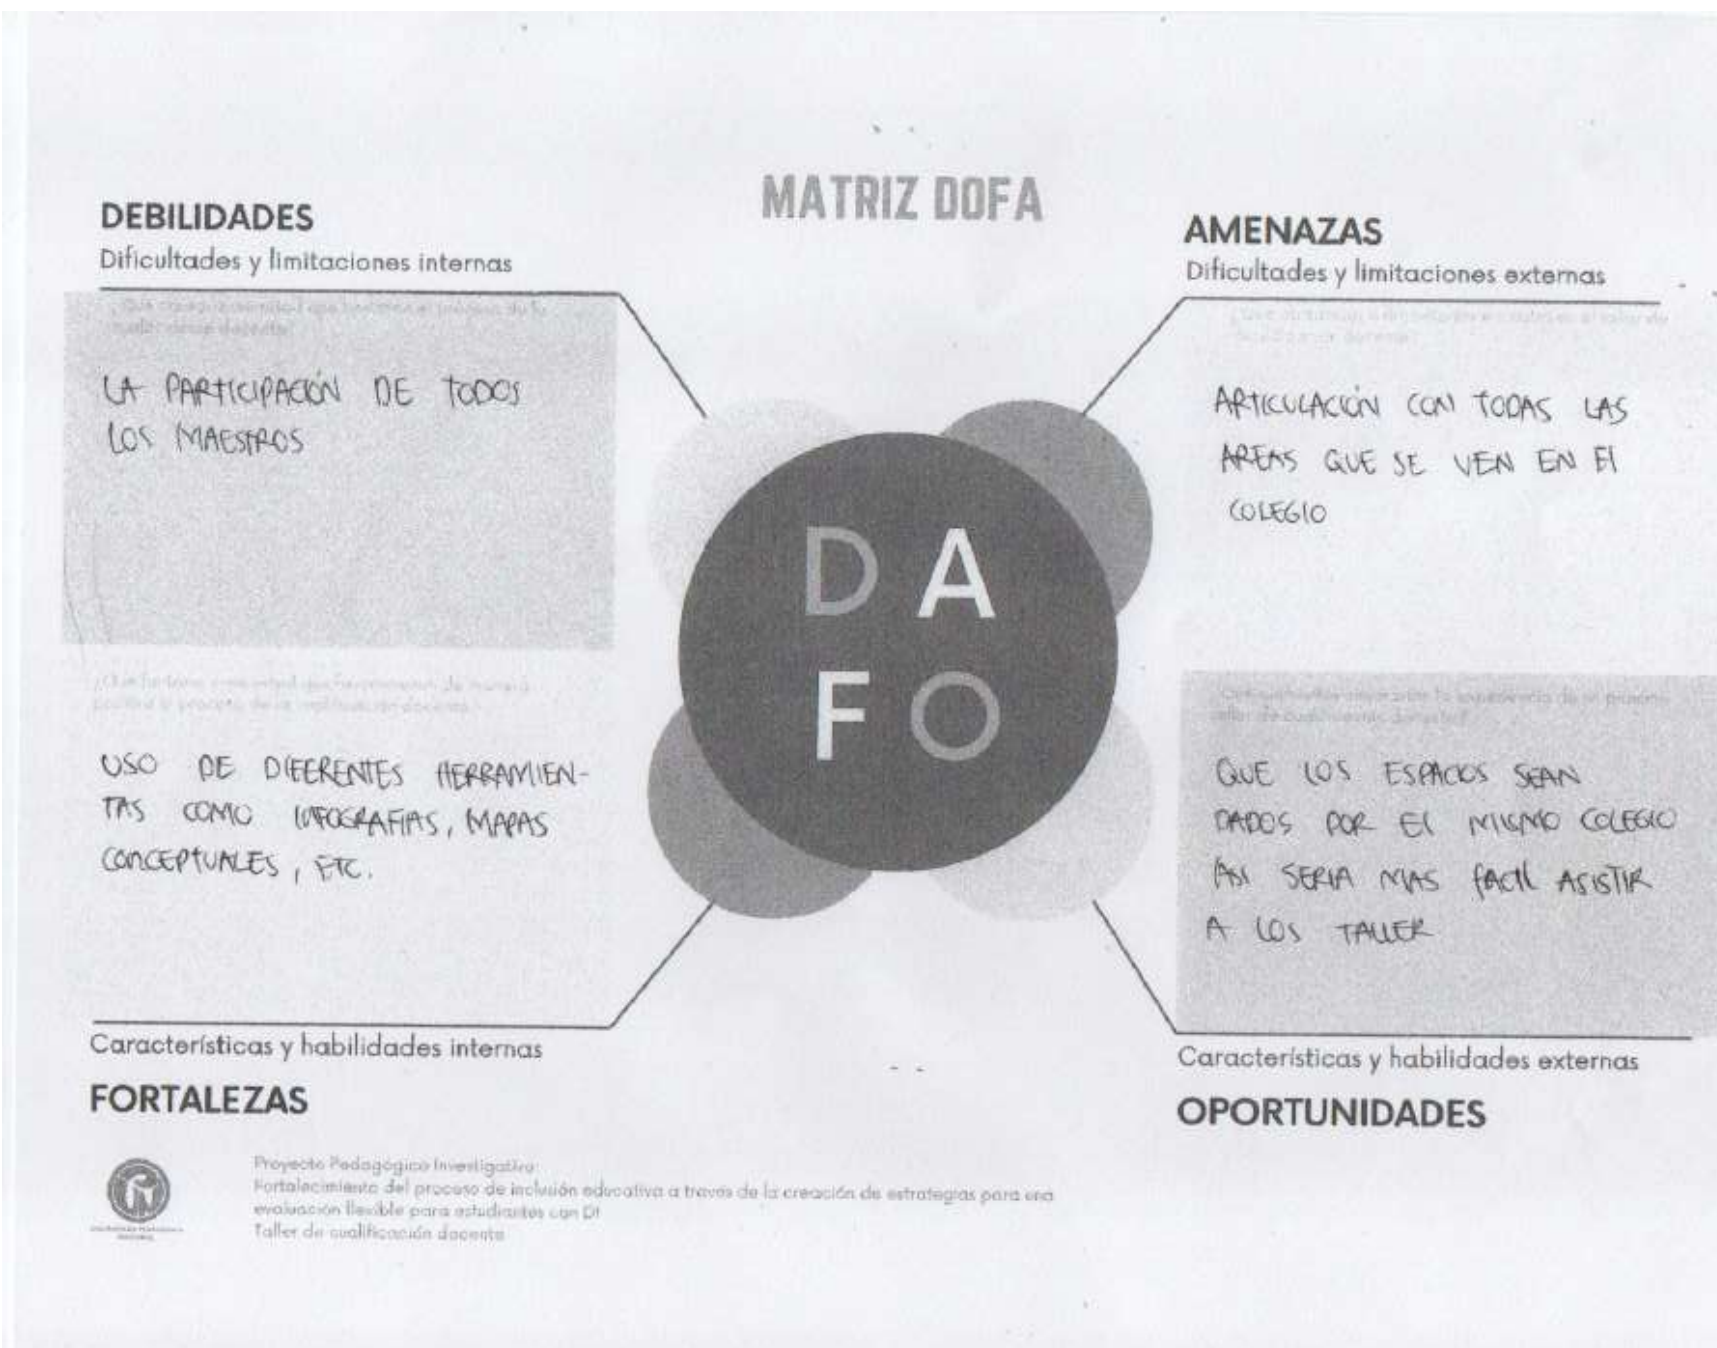 MATRIZ DOFA
DEBILIDADES
Dificultades y limitaciones internas
LA PARTICIPACIÓN DE TODOS
LOS MAESTROS
AMENAZAS
Dificultades y limitaciones externas
ARTICULACIÓN CON TODAS LAS
AREAS QUE SE VEN EN El
COLEGIO
D A
F O
USO DE DIFERENTES HERRAMIEN-
TAS COMO INFOGRAFIAS, MAPAS
CONCEPTUALES, ETC.
Características y habilidades internas
FORTALEZAS
QUE LOS ESPACIOS SEAN
DADOS POR El MISMO COLEGIO
ASI SERIA MAS FACIL ASISTIR
A LOS TALLER
Características y habilidades externas
OPORTUNIDADES
Proyecto Pedagógico Investigativo:
Fortalecimiento del proceso de inclusión educativa a través de la creación de estrategias para una
evaluación flexible para estudiantes con DI
Taller de cualificación docente